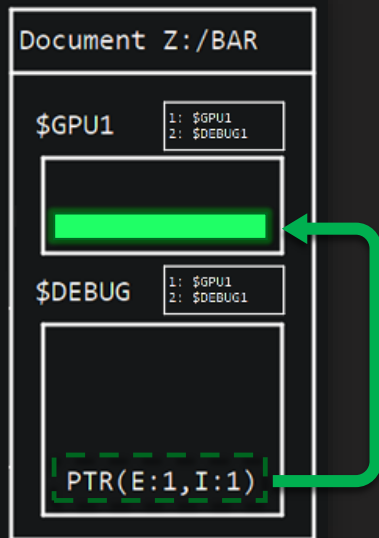 Document Z:/BAR
$GPU1
1: $GPU1
2: $DEBUG1
$DEBUG
1: $GPU1
2: $DEBUG1
PTR(E:1,I:1)